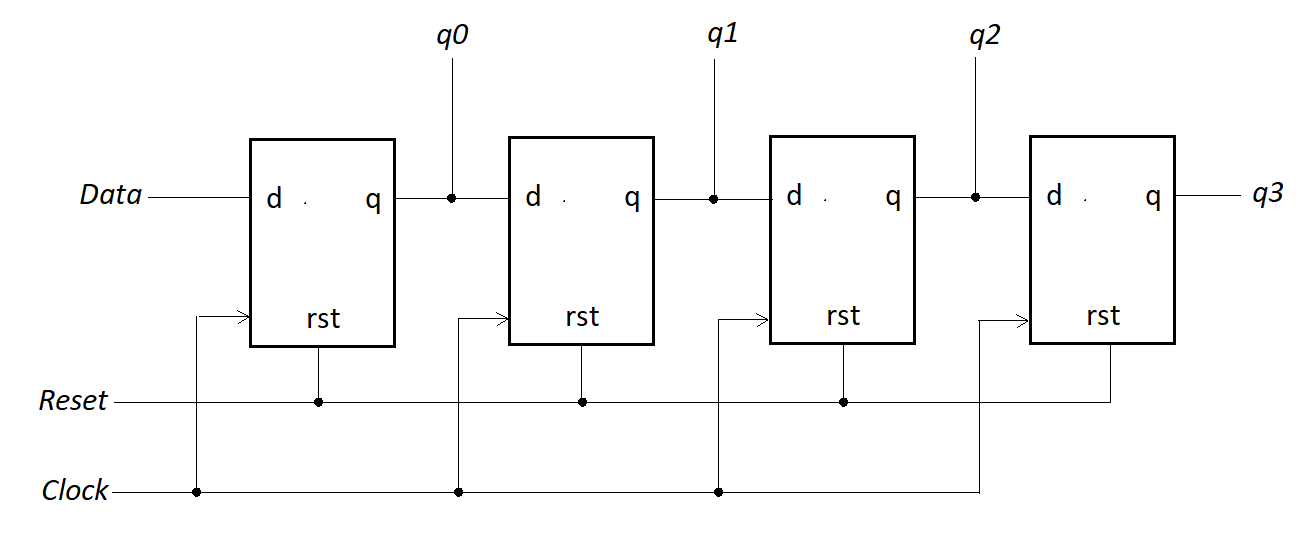 q0 q1 q2
Data d q d q d q d q q3
rst rst rst rst
Reset
Clock